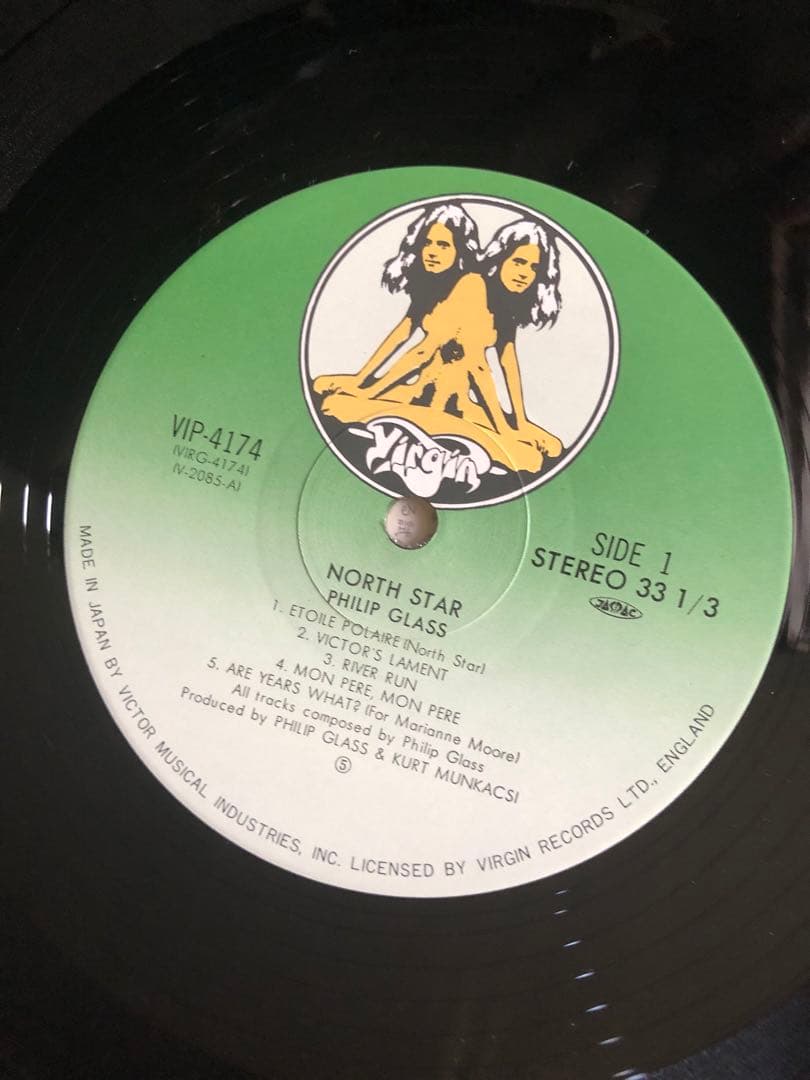 Virgin
VIP-4174
(VIRG-4174)
(V-2085-A)
SIDE 1
STEREO 33 1/3
JASRAC
NORTH STAR
PHILIP GLASS
1. ETOILE POLAIRE (North Star)
2. VICTOR'S LAMENT
3. RIVER RUN
4. MON PERE, MON PERE
5. ARE YEARS WHAT? (For Marianne Moore)
All tracks composed by Philip Glass
Produced by PHILIP GLASS & KURT MUNKACSI
⑤
MADE IN JAPAN BY VICTOR MUSICAL INDUSTRIES, INC. LICENSED BY VIRGIN RECORDS LTD., ENGLAND